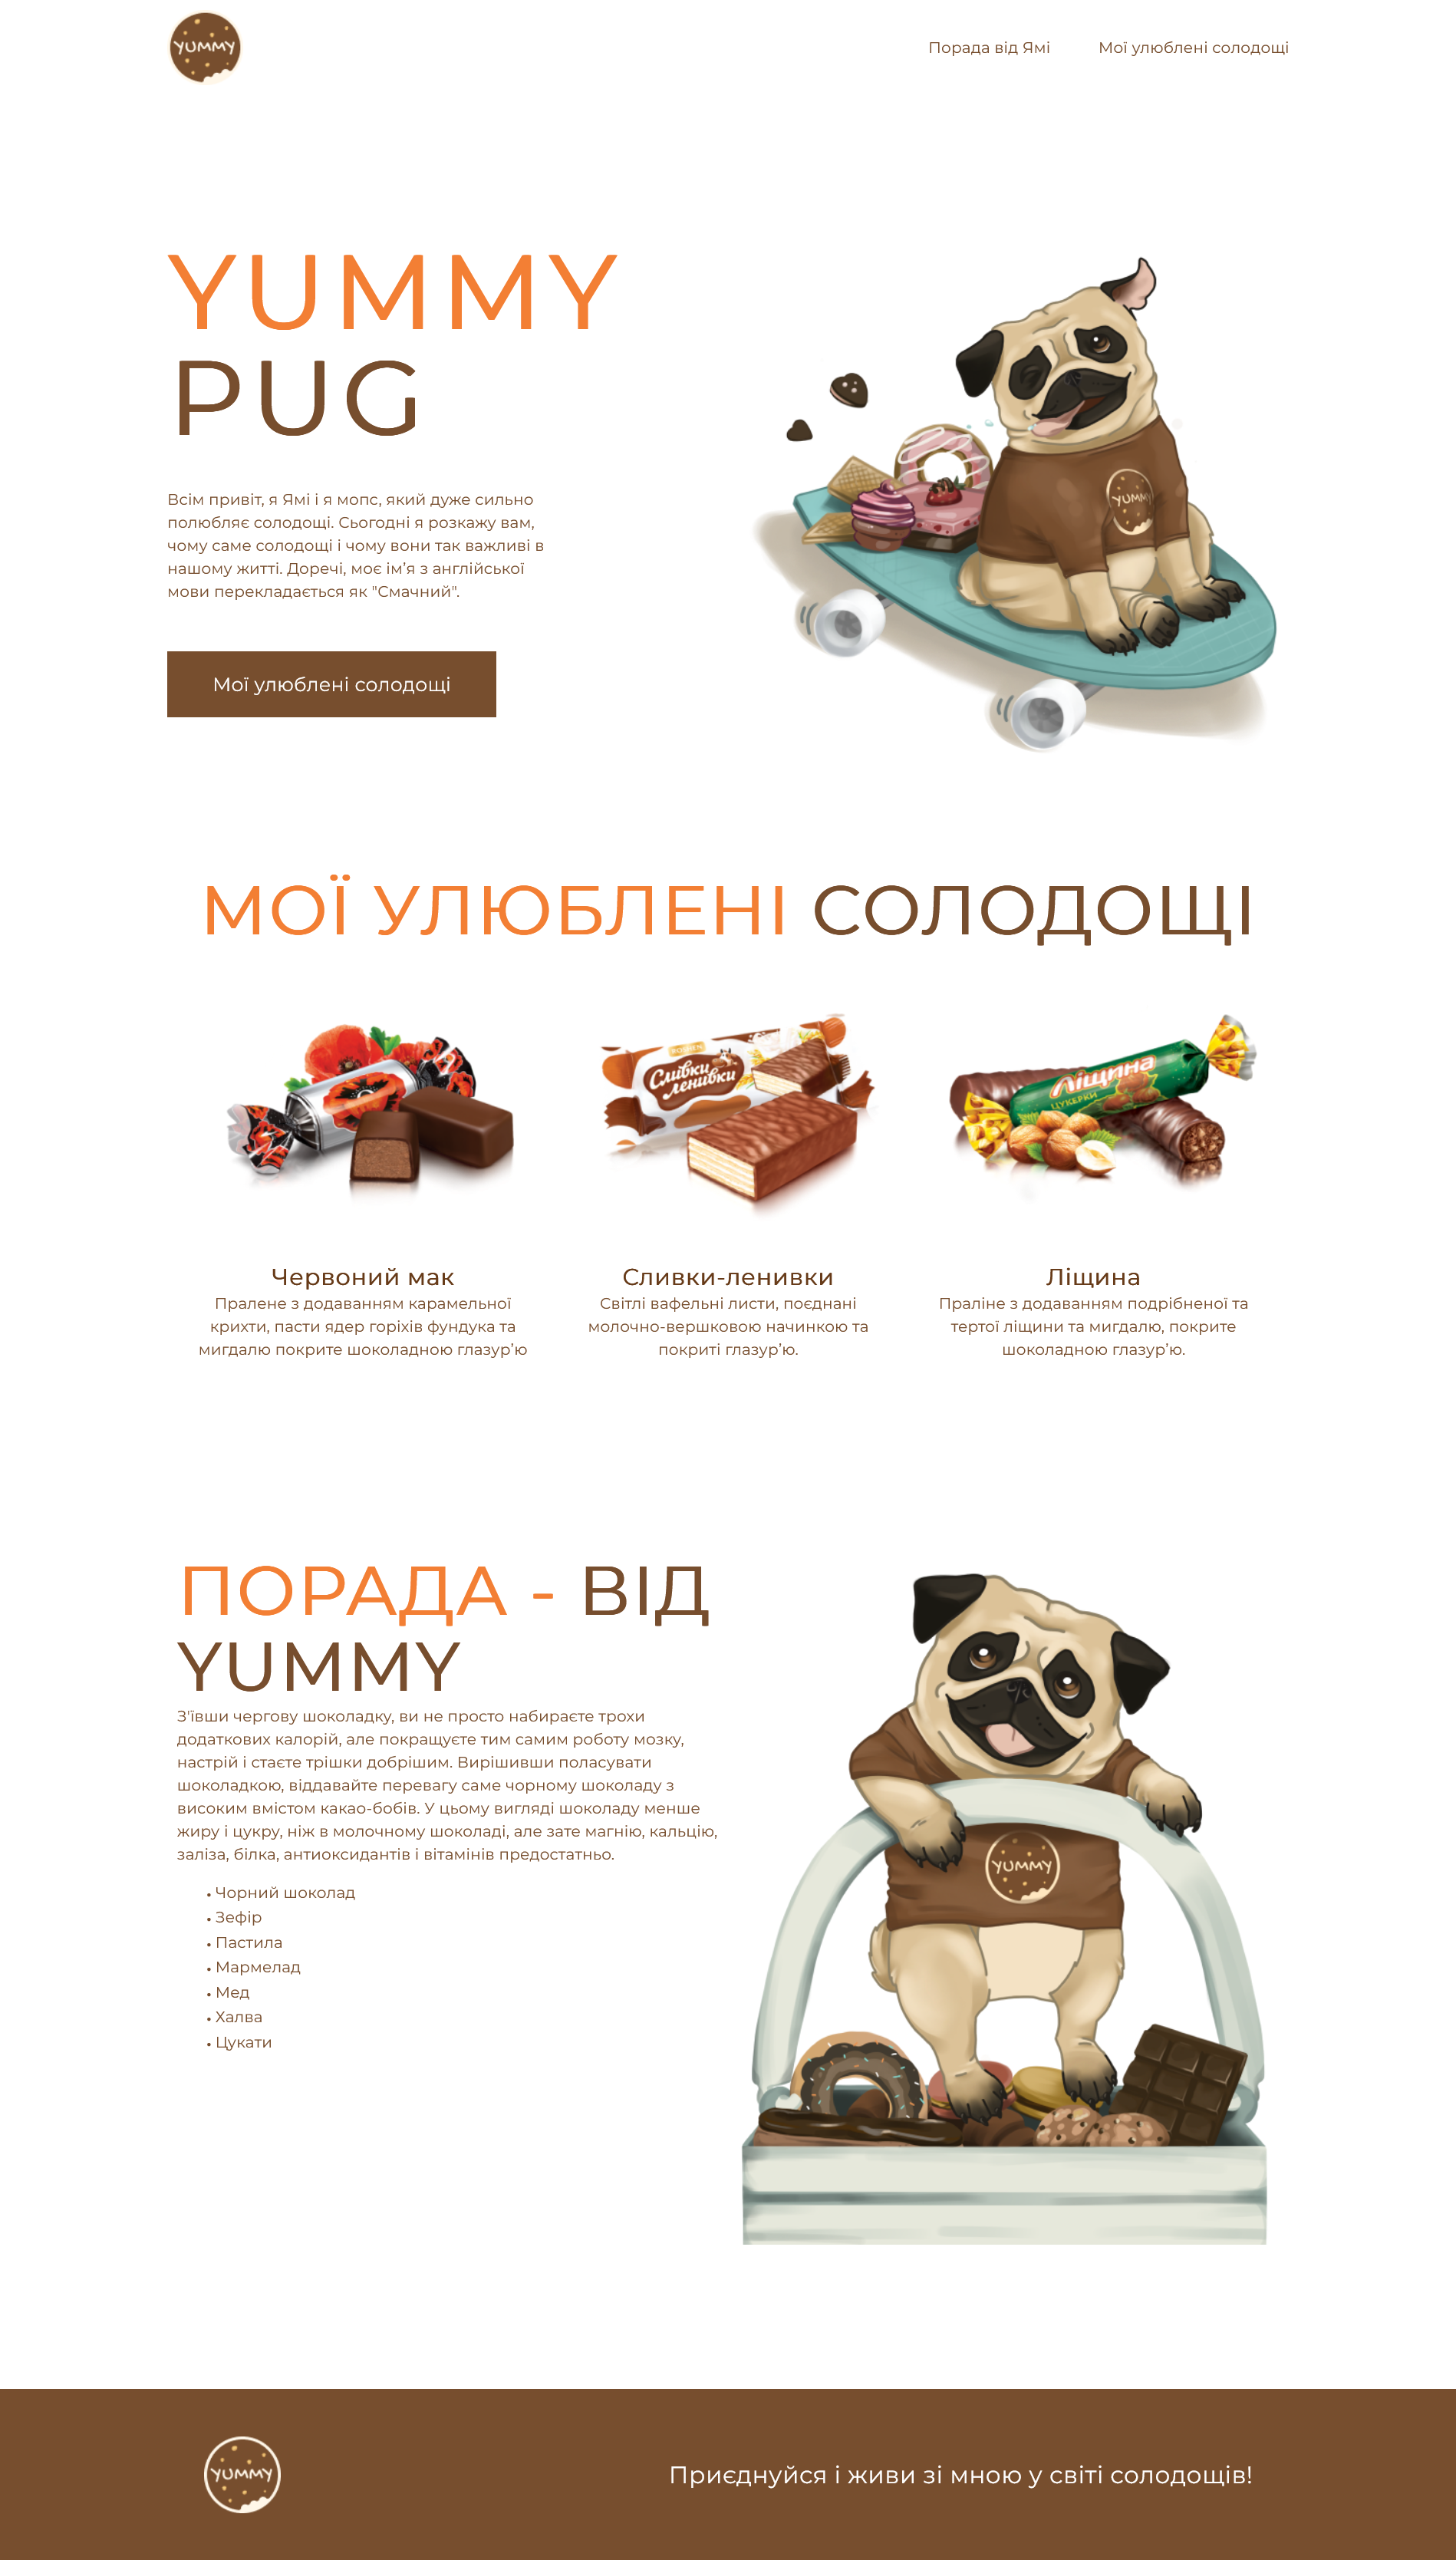 YUMMY
Порада від Ямі
Мої улюблені солодощі
YUMMY
PUG
Всім привіт, я Ямі і я мопс, який дуже сильно
полюбляє солодощі. Сьогодні я розкажу вам,
чому саме солодощі і чому вони так важливі в
нашому житті. Доречі, моє ім’я з англійської
мови перекладається як "Смачний".
Мої улюблені солодощі
YUMMY
МОЇ УЛЮБЛЕНІ СОЛОДОЩІ
Сливки
ленивки
Ліщина
ЦУКЕРКИ
Червоний мак
Пралене з додаванням карамельної
крихти, пасти ядер горіхів фундука та
мигдалю покрите шоколадною глазур’ю
Сливки-ленивки
Світлі вафельні листи, поєднані
молочно-вершковою начинкою та
покриті глазур’ю.
Ліщина
Праліне з додаванням подрібненої та
тертої ліщини та мигдалю, покрите
шоколадною глазур’ю.
ПОРАДА - ВІД
YUMMY
З’ївши чергову шоколадку, ви не просто набираєте трохи
додаткових калорій, але покращуєте тим самим роботу мозку,
настрій і стаєте трішки добрішим. Вирішивши поласувати
шоколадкою, віддавайте перевагу саме чорному шоколаду з
високим вмістом какао-бобів. У цьому вигляді шоколаду менше
жиру і цукру, ніж в молочному шоколаді, але зате магнію, кальцію,
заліза, білка, антиоксидантів і вітамінів предостатньо.
• Чорний шоколад
• Зефір
• Пастила
• Мармелад
• Мед
• Халва
• Цукати
YUMMY
YUMMY
Приєднуйся і живи зі мною у світі солодощів!